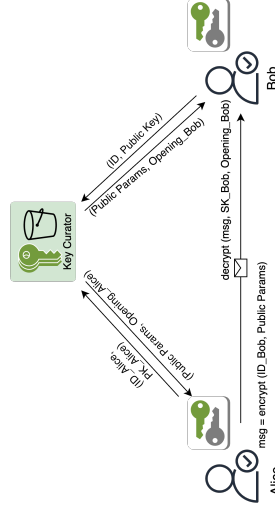 Key Curator
(ID_Alice,
PK_Alice)
(Public Params, Opening_Alice)
(ID, Public Key)
(Public Params, Opening_Bob)
decrypt (msg, SK_Bob, Opening_Bob)
msg = encrypt (ID_Bob, Public Params)
Alice
Bob